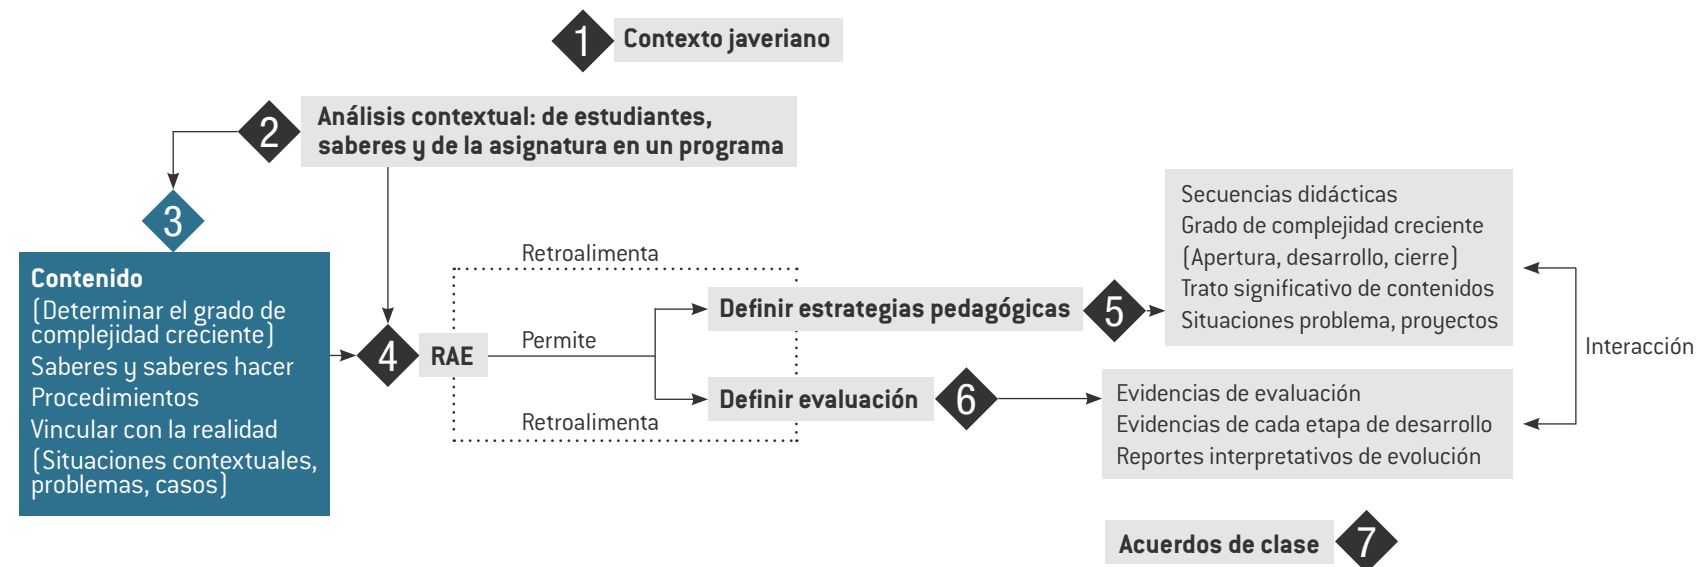 1 Contexto javeriano
2 Análisis contextual: de estudiantes,
saberes y de la asignatura en un programa
3
Contenido
(Determinar el grado de
complejidad creciente)
Saberes y saberes hacer
Procedimientos
Vincular con la realidad
(Situaciones contextuales,
problemas, casos)
4 RAE
Retroalimenta
Permite
Retroalimenta
Definir estrategias pedagógicas 5
Definir evaluación 6
Secuencias didácticas
Grado de complejidad creciente
(Apertura, desarrollo, cierre)
Trato significativo de contenidos
Situaciones problema, proyectos
Evidencias de evaluación
Evidencias de cada etapa de desarrollo
Reportes interpretativos de evolución
Interacción
Acuerdos de clase 7